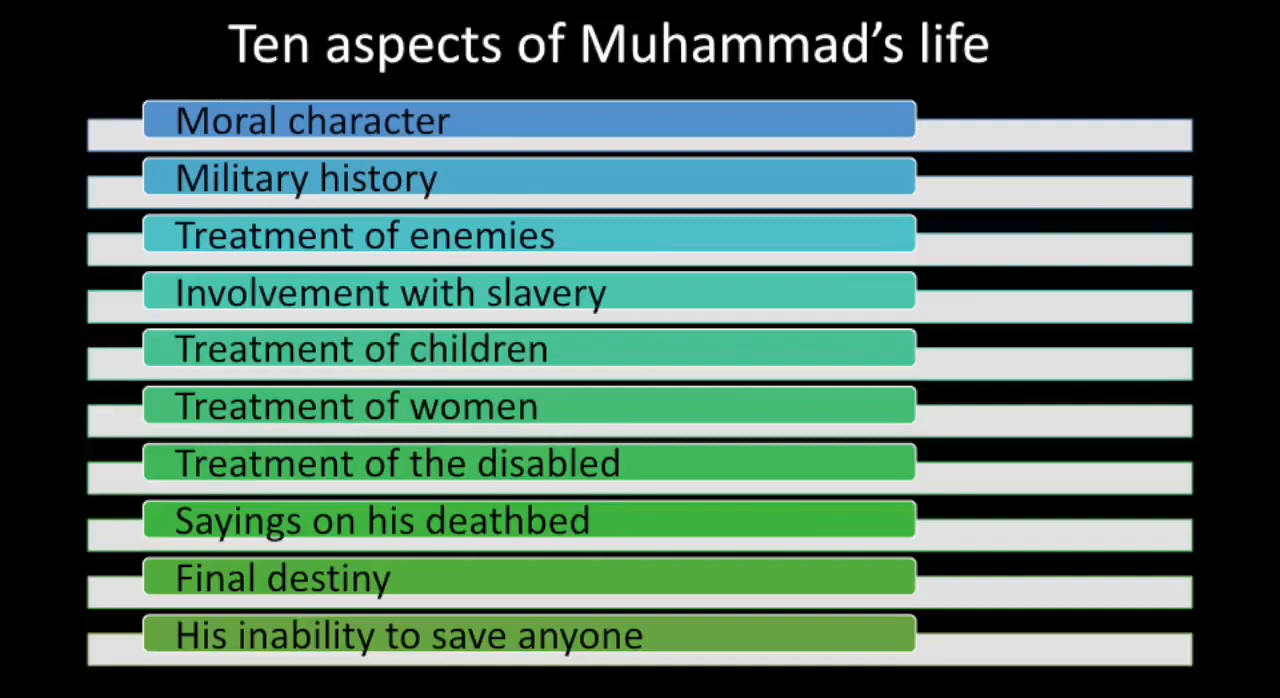 Ten aspects of Muhammad’s life
Moral character
Military history
Treatment of enemies
Involvement with slavery
Treatment of children
Treatment of women
Treatment of the disabled
Sayings on his deathbed
Final destiny
His inability to save anyone